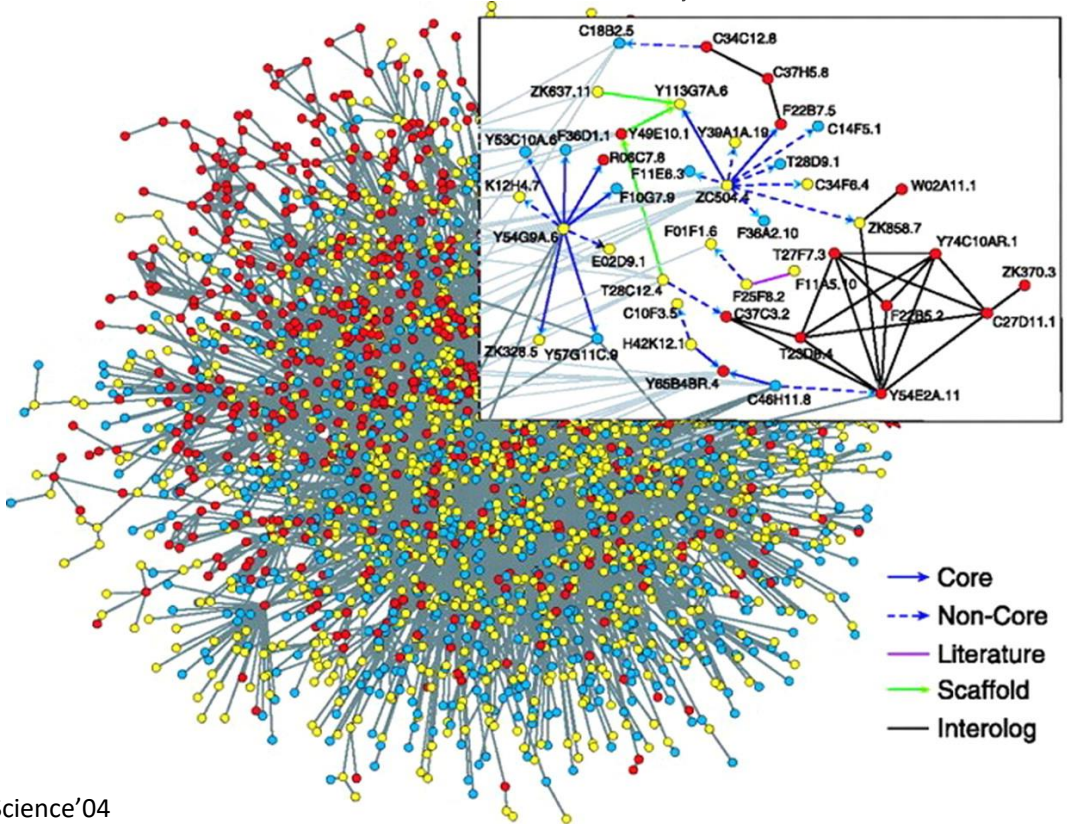 C18B2.5
C34C12.8
C37H5.8
ZK637.11
Y113G7A.6
F22B7.5
C14F5.1
Y53C10A.6
F36D1.1
Y49E10.1
Y39A1A.19
R06C7.8
F11E6.3
T28D9.1
K12H4.7
F10G7.9
ZC504.4
C34F6.4
W02A11.1
Y54G9A.6
F01F1.6
F36A2.10
ZK858.7
E02D9.1
T27F7.3
Y74C10AR.1
ZK370.3
T28C12.4
F25F8.2
F11A5.10
C10F3.5
C37C3.2
F22B5.2
C27D11.1
ZK328.5
Y57G11C.9
H42K12.1
T23D8.4
Y65B4BR.4
C46H11.8
Y54E2A.11
Core
Non-Core
Literature
Scaffold
Interolog
Science'04